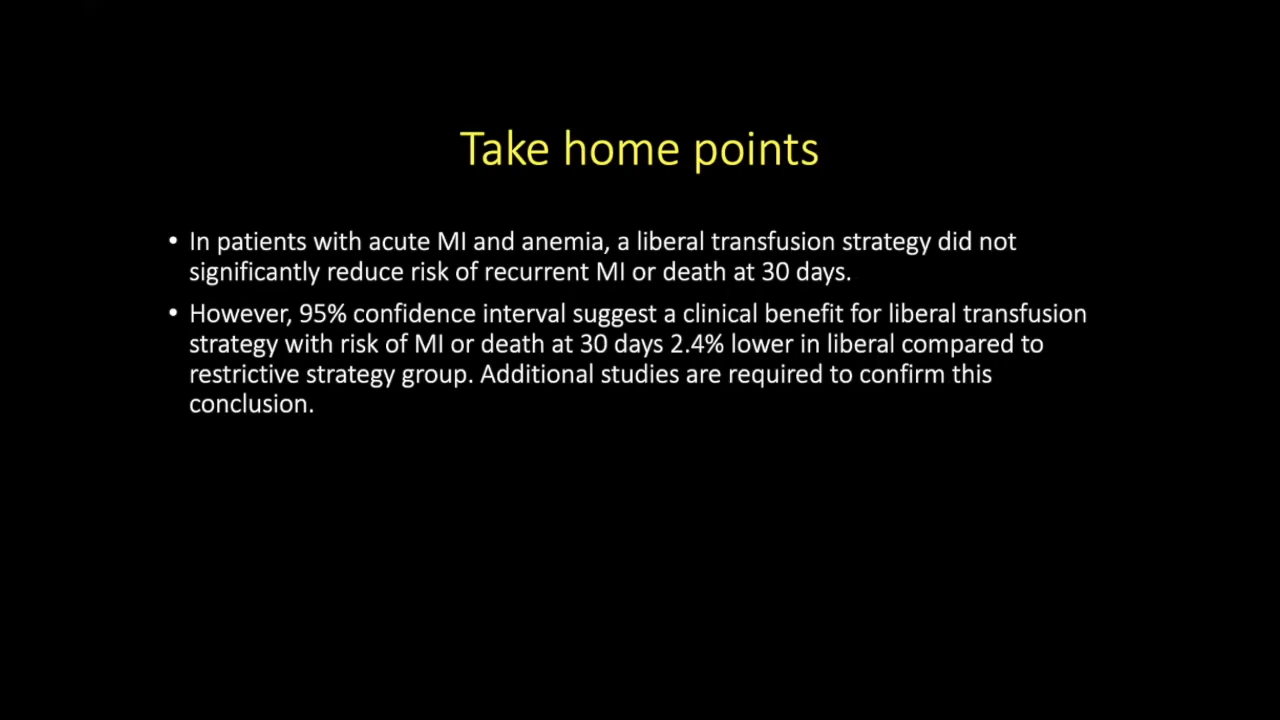 Take home points
• In patients with acute MI and anemia, a liberal transfusion strategy did not
significantly reduce risk of recurrent MI or death at 30 days.
• However, 95% confidence interval suggest a clinical benefit for liberal transfusion
strategy with risk of MI or death at 30 days 2.4% lower in liberal compared to
restrictive strategy group. Additional studies are required to confirm this
conclusion.